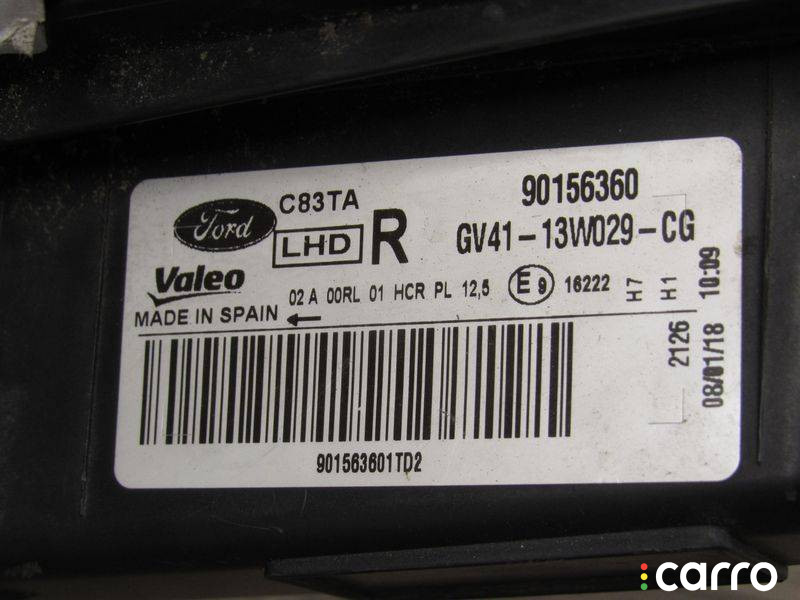 Ford
C83TA
LHD
R
90156360
GV41-13W029-CG
Valeo
MADE IN SPAIN
02 A 00RL 01 HCR PL 12,5
E9
16222
H7
H1
2126
08/01/18 10:09
901563601TD2
carro